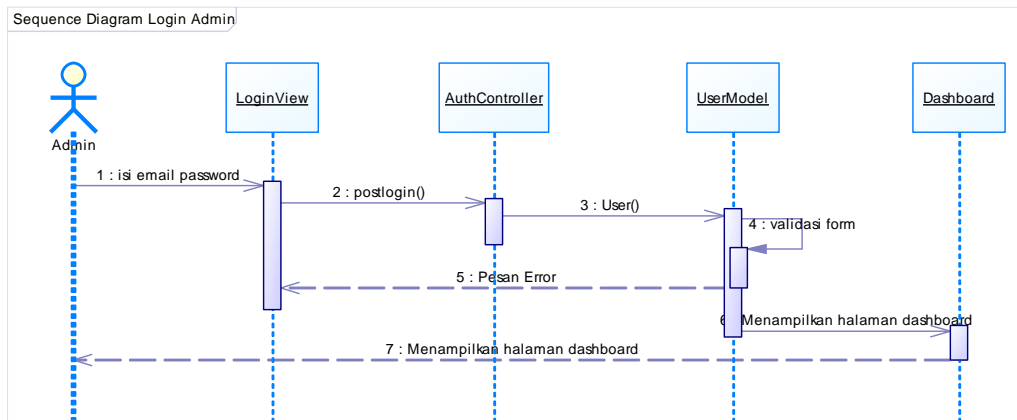 Sequence Diagram Login Admin
LoginView
AuthController
UserModel
Dashboard
Admin
1 : isi email password
2 : postlogin()
3 : User()
4 : validasi form
5 : Pesan Error
6 : Menampilkan halaman dashboard
7 : Menampilkan halaman dashboard